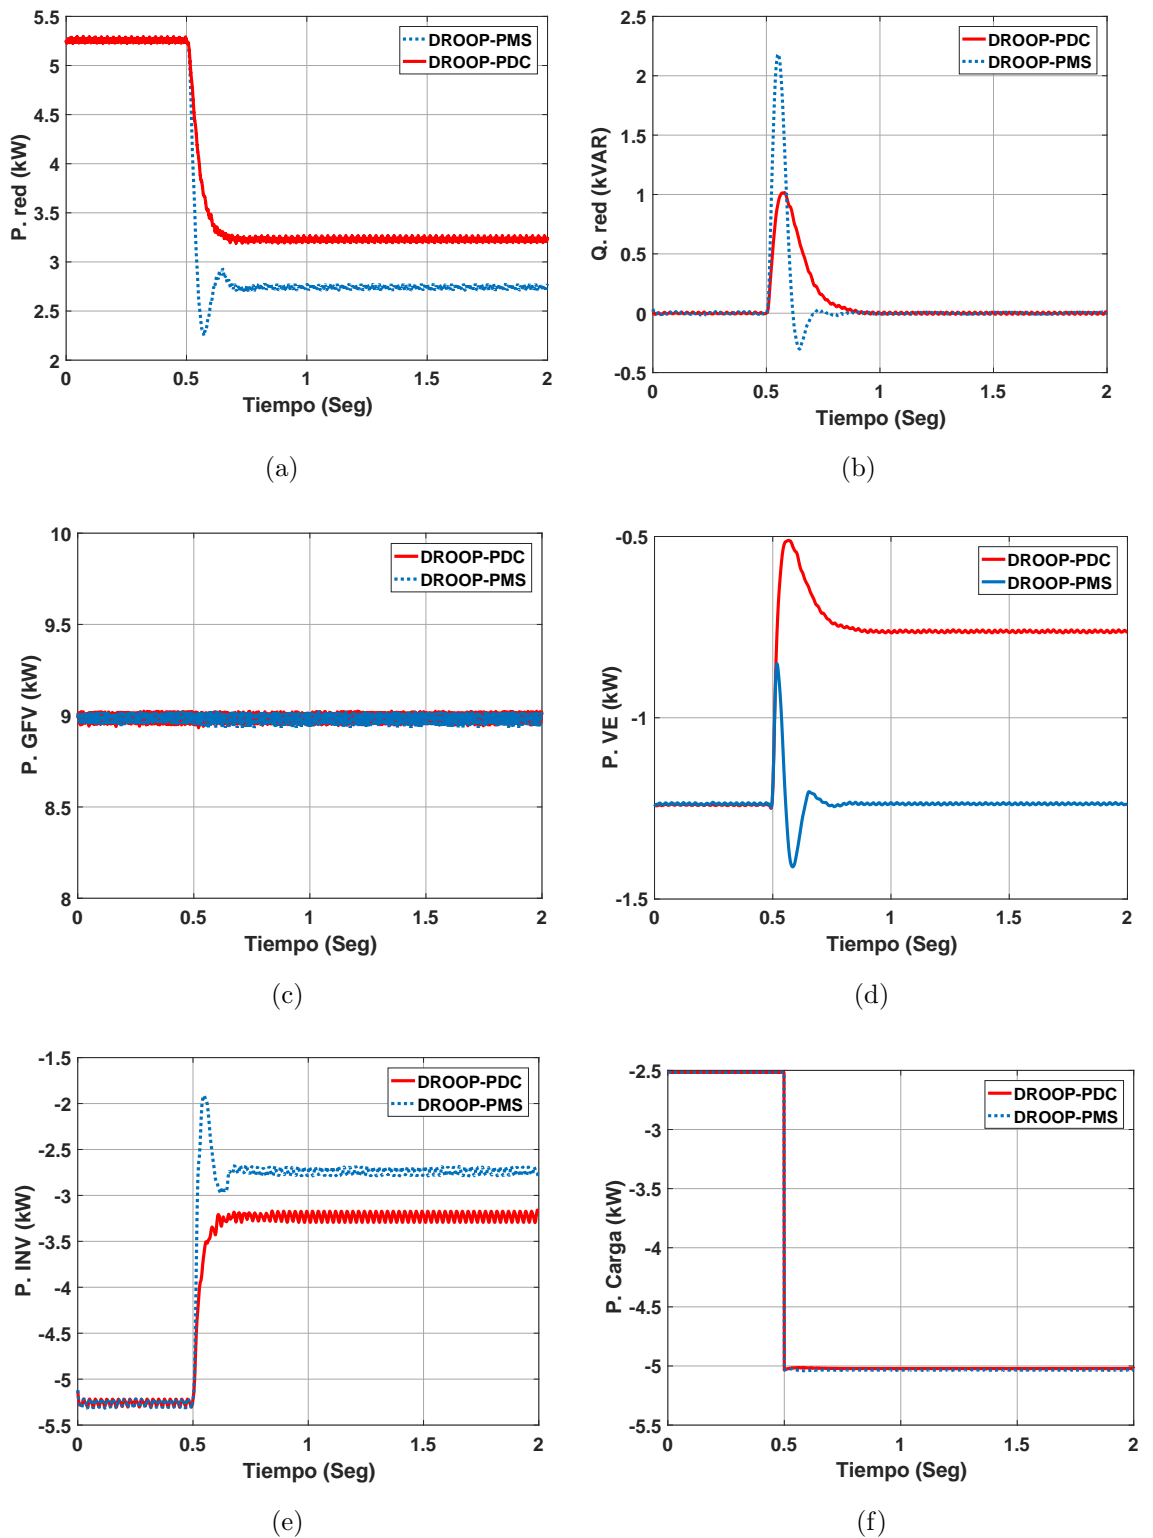 5.5
5
4.5
4
3.5
3
2.5
2
P. red (kW)
0 0.5 1 1.5 2
Tiempo (Seg)
DROOP-PMS
DROOP-PDC
(a)
2.5
2
1.5
1
0.5
0
-0.5
Q. red (kVAR)
0 0.5 1 1.5 2
Tiempo (Seg)
DROOP-PDC
DROOP-PMS
(b)
10
9.5
9
8.5
8
P. GFV (kW)
0 0.5 1 1.5 2
Tiempo (Seg)
DROOP-PDC
DROOP-PMS
(c)
-0.5
-1
-1.5
P. VE (kW)
0 0.5 1 1.5 2
Tiempo (Seg)
DROOP-PDC
DROOP-PMS
(d)
-1.5
-2
-2.5
-3
-3.5
-4
-4.5
-5
-5.5
P. INV (kW)
0 0.5 1 1.5 2
Tiempo (Seg)
DROOP-PDC
DROOP-PMS
(e)
-2.5
-3
-3.5
-4
-4.5
-5
-5.5
P. Carga (kW)
0 0.5 1 1.5 2
Tiempo (Seg)
DROOP-PDC
DROOP-PMS
(f)